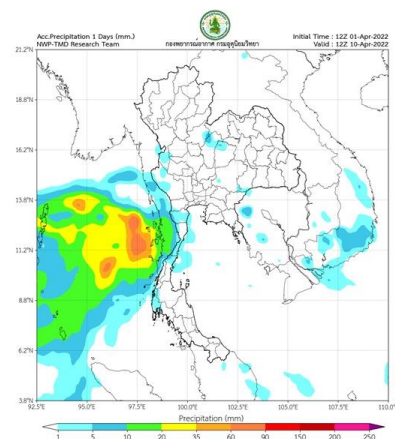 Acc.Precipitation 1 Days (mm.)
NWP-TMD Research Team
กองพยากรณ์อากาศ กรมอุตุนิยมวิทยา
Initial Time : 12Z 01-Apr-2022
Valid : 12Z 10-Apr-2022
21.2°N
18.7°N
16.2°N
13.8°N
11.2°N
8.8°N
6.2°N
3.8°N
92.5°E 95.0°E 97.5°E 100.0°E 102.5°E 105.0°E 107.5°E 110.0°E
Precipitation (mm)
1 5 10 20 35 60 90 150 200 250